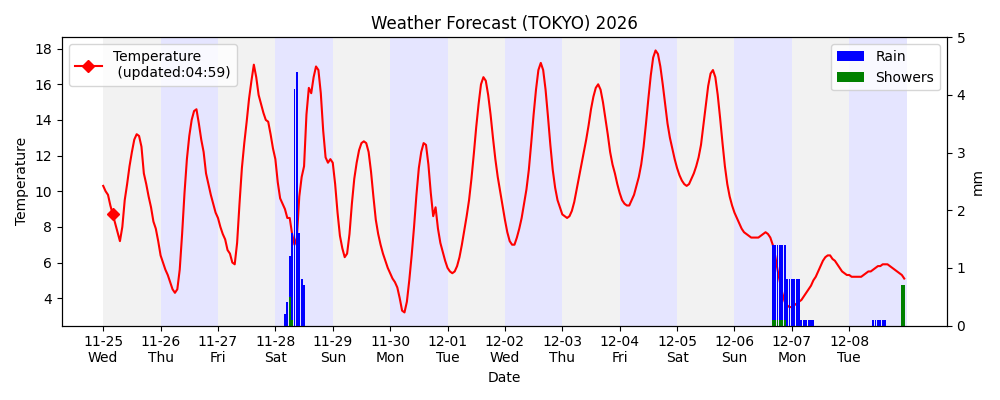 Weather Forecast (TOKYO) 2026
Temperature
(updated:04:59)
Rain
Showers
Temperature
18
16
14
12
10
8
6
4
5
4
3
2
1
0
mm
11-25 11-26 11-27 11-28 11-29 11-30 12-01 12-02 12-03 12-04 12-05 12-06 12-07 12-08
Wed Thu Fri Sat Sun Mon Tue Wed Thu Fri Sat Sun Mon Tue
Date